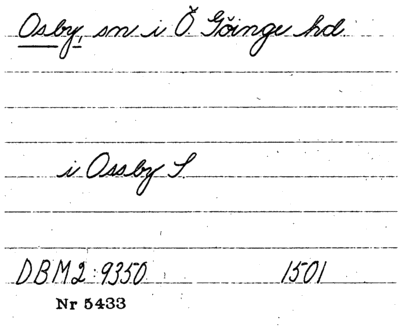 Osby, sn i Ö. Göinge hd.
i Ossby S
DBM2:9350 1501
Nr 5433